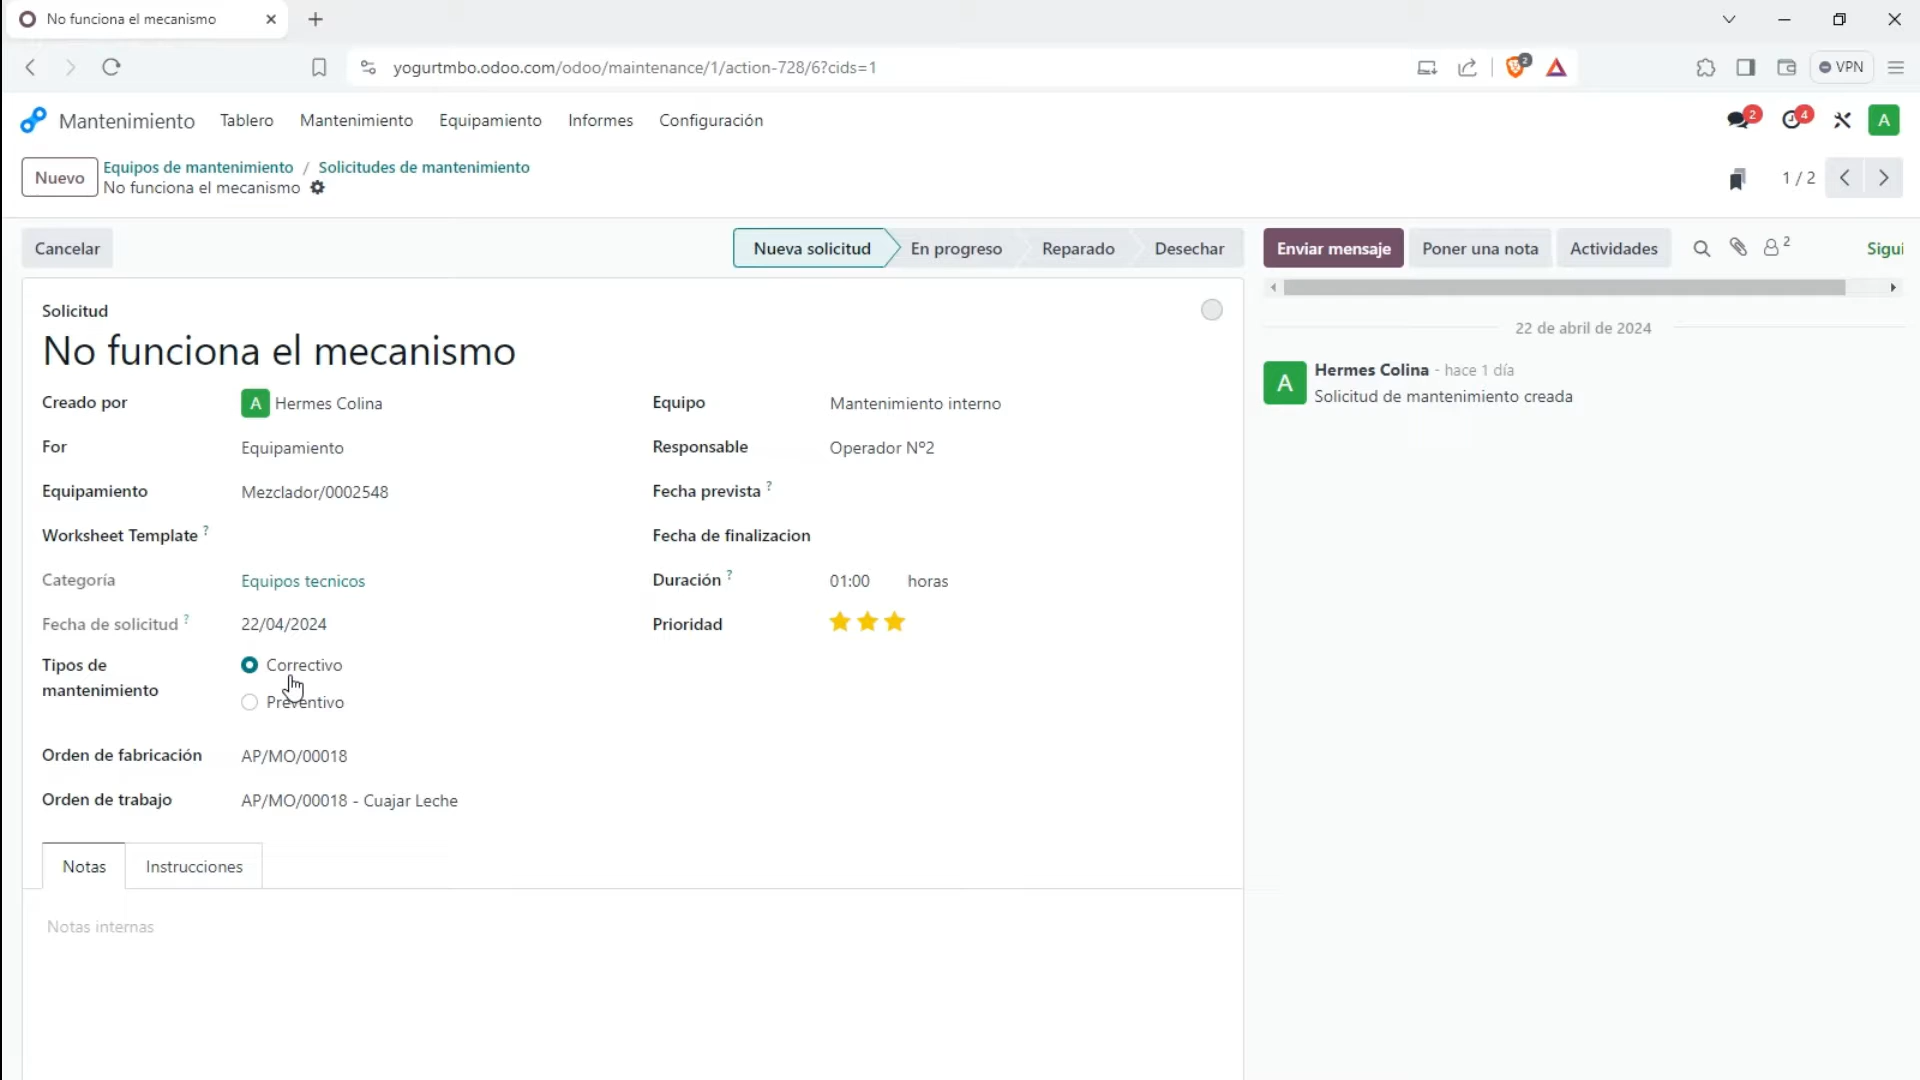 No funciona el mecanismo
yogurtmbo.odoo.com/odoo/maintenance/1/action-728/6?cids=1
2
VPN
Mantenimiento Tablero Mantenimiento Equipamiento Informes Configuración
2 4 A
Nuevo
Equipos de mantenimiento / Solicitudes de mantenimiento
No funciona el mecanismo
1 / 2
Cancelar
Nueva solicitud En progreso Reparado Desechar
Enviar mensaje Poner una nota Actividades 2 Sigui
Solicitud
No funciona el mecanismo
Creado por A Hermes Colina
For Equipamiento
Equipamiento Mezclador/0002548
Worksheet Template ?
Categoría Equipos tecnicos
Fecha de solicitud ? 22/04/2024
Tipos de
mantenimiento
Correctivo
Preventivo
Orden de fabricación AP/MO/00018
Orden de trabajo AP/MO/00018 - Cuajar Leche
Equipo Mantenimiento interno
Responsable Operador Nº2
Fecha prevista ?
Fecha de finalizacion
Duración ? 01:00 horas
Prioridad
Notas Instrucciones
Notas internas
22 de abril de 2024
A
Hermes Colina - hace 1 día
Solicitud de mantenimiento creada